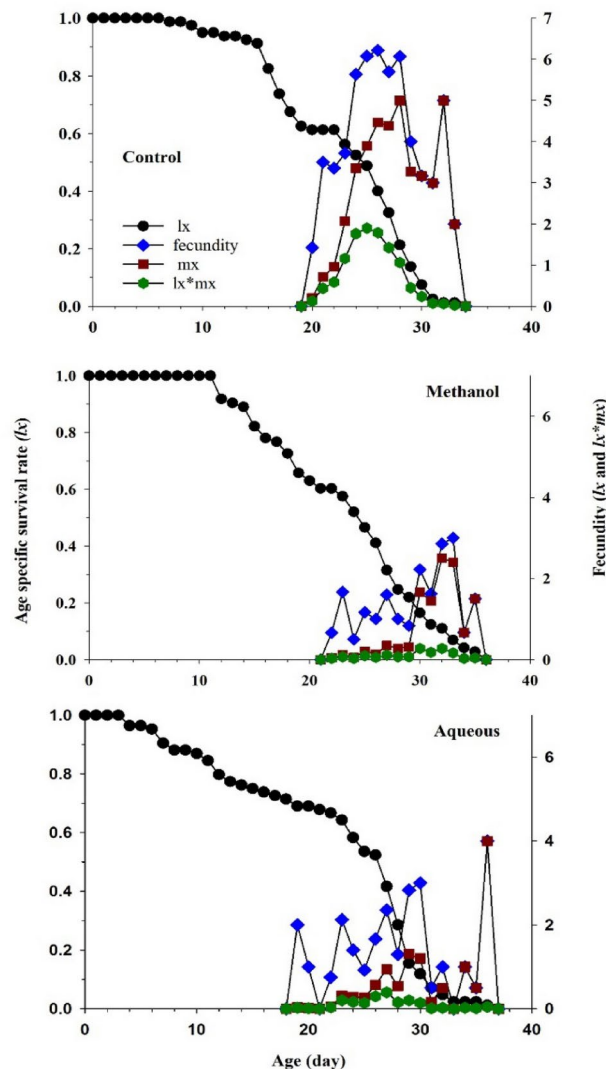 1.0
0.8
0.6
0.4
0.2
0.0
7
6
5
4
3
2
1
0
Control
lx
fecundity
mx
lx*mx
0 10 20 30 40
Methanol
1.0
0.8
0.6
0.4
0.2
0.0
6
4
2
0
0 10 20 30 40
Age specific survival rate (lx)
Fecundity (lx and lx*mx)
Aqueous
1.0
0.8
0.6
0.4
0.2
0.0
6
4
2
0
0 10 20 30 40
Age (day)